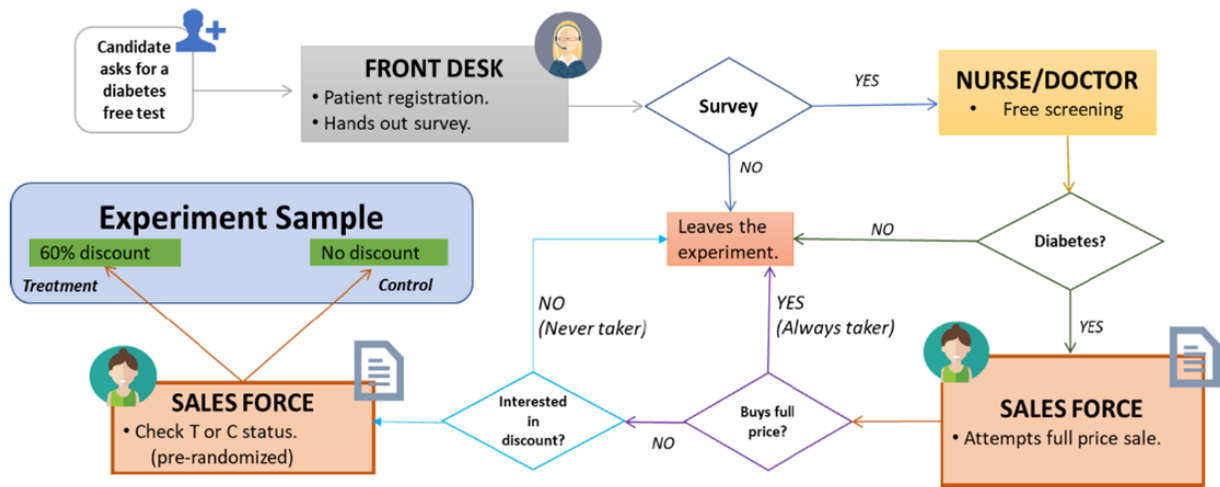 Candidate
asks for a
diabetes
free test
FRONT DESK
• Patient registration.
• Hands out survey.
Survey
YES
NURSE/DOCTOR
• Free screening
NO
Experiment Sample
60% discount
No discount
Treatment
Control
Leaves the
experiment.
NO
Diabetes?
NO
(Never taker)
YES
(Always taker)
YES
SALES FORCE
• Check T or C status.
(pre-randomized)
Interested
in
discount?
NO
Buys full
price?
SALES FORCE
• Attempts full price sale.